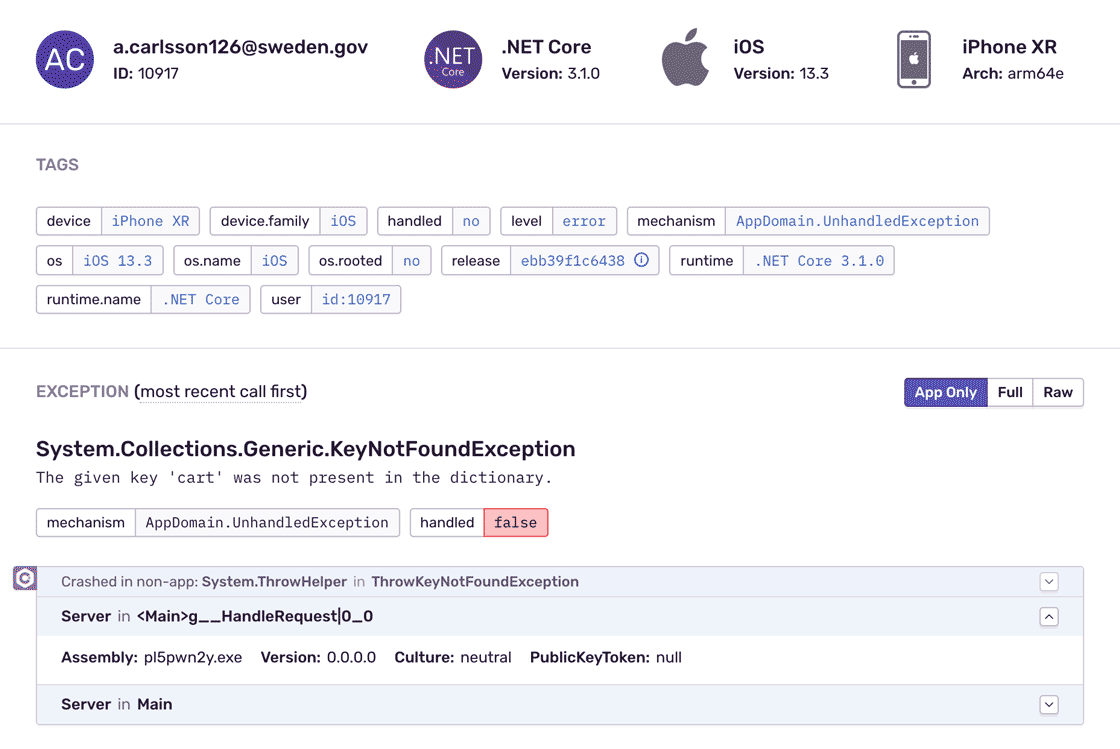 AC a.carlsson126@sweden.gov .NET Core .NET Core iOS iPhone XR
ID: 10917 Version: 3.1.0 Version: 13.3 Arch: arm64e
TAGS
device iPhone XR device.family iOS handled no level error mechanism AppDomain.UnhandledException
os iOS 13.3 os.name iOS os.rooted no release ebb39f1c6438 runtime .NET Core 3.1.0
runtime.name .NET Core user id:10917
EXCEPTION (most recent call first) App Only Full Raw
System.Collections.Generic.KeyNotFoundException
The given key 'cart' was not present in the dictionary.
mechanism AppDomain.UnhandledException handled false
Crashed in non-app: System.ThrowHelper in ThrowKeyNotFoundException
Server in <Main>g__HandleRequest|0_0
Assembly: pl5pwn2y.exe Version: 0.0.0.0 Culture: neutral PublicKeyToken: null
Server in Main